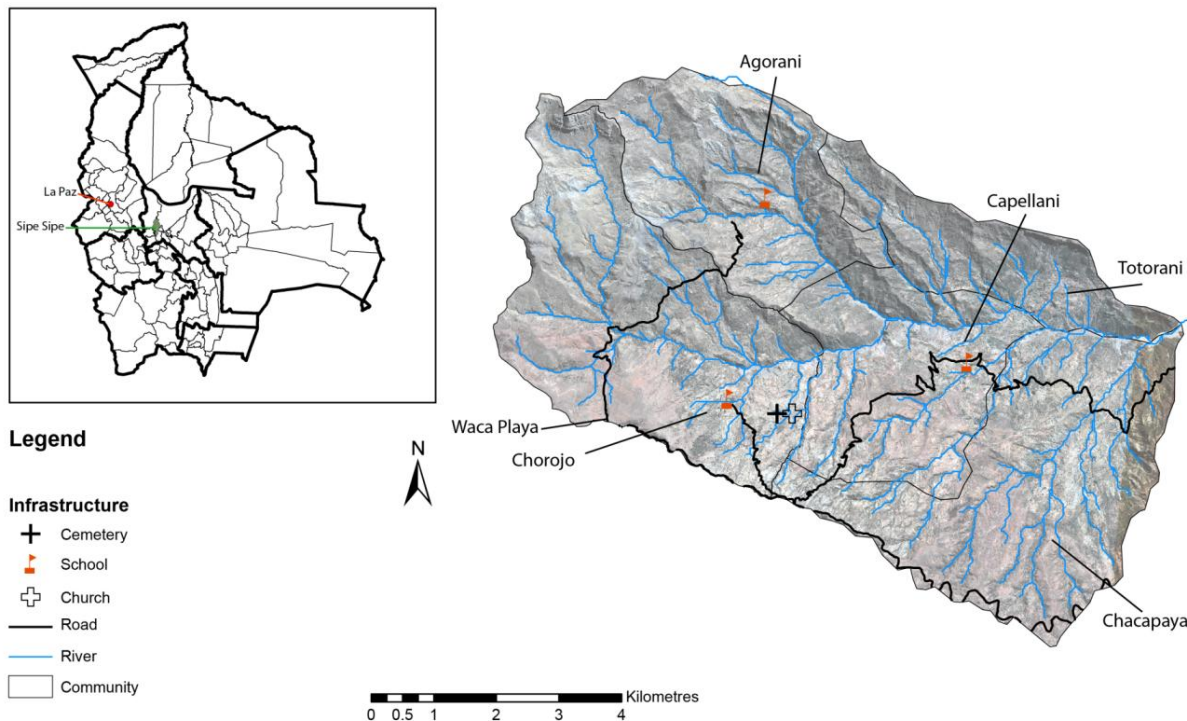 La Paz
Sipe Sipe
Agorani
Capellani
Totorani
Waca Playa
Chorojo
Chacapaya
Legend
N
Infrastructure
Cemetery
School
Church
Road
River
Community
Kilometres
0 0.5 1 2 3 4